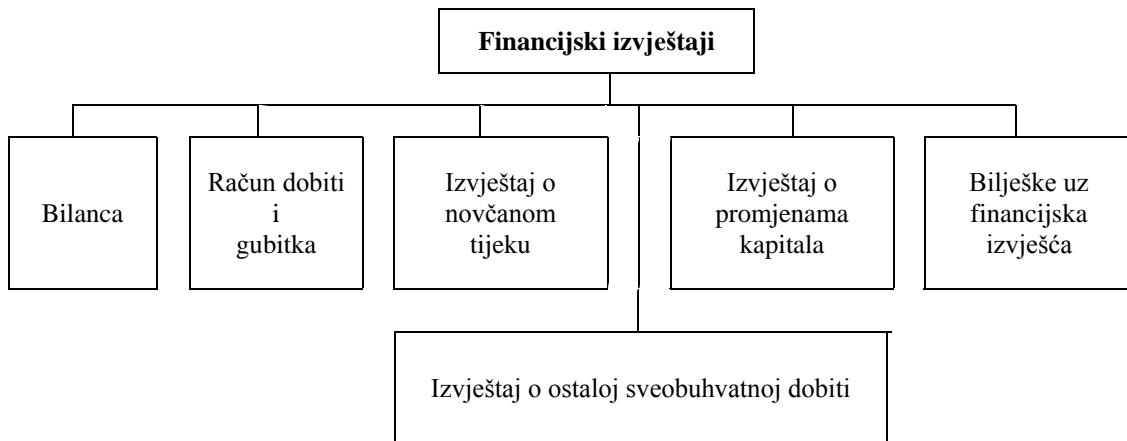 Financijski izvještaji
Bilanca
Račun dobiti
i
gubitka
Izvještaj o
novčanom
tijeku
Izvještaj o
promjenama
kapitala
Bilješke uz
financijska
izvješća
Izvještaj o ostaloj sveobuhvatnoj dobiti